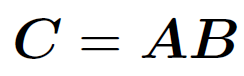 C = AB